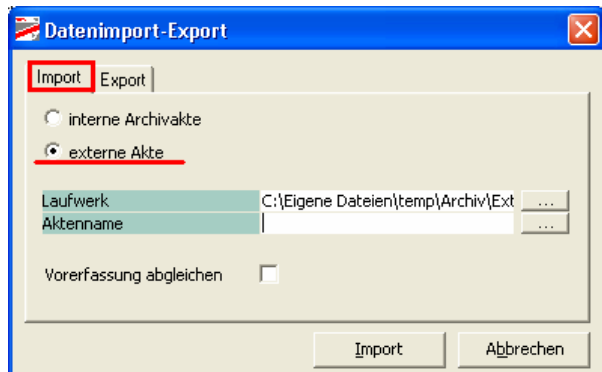 Datenimport-Export
Import Export
interne Archivakte
externe Akte
Laufwerk C:\Eigene Dateien\temp\Archiv\Ext ...
Aktenname ...
Vorerfassung abgleichen
Import Abbrechen